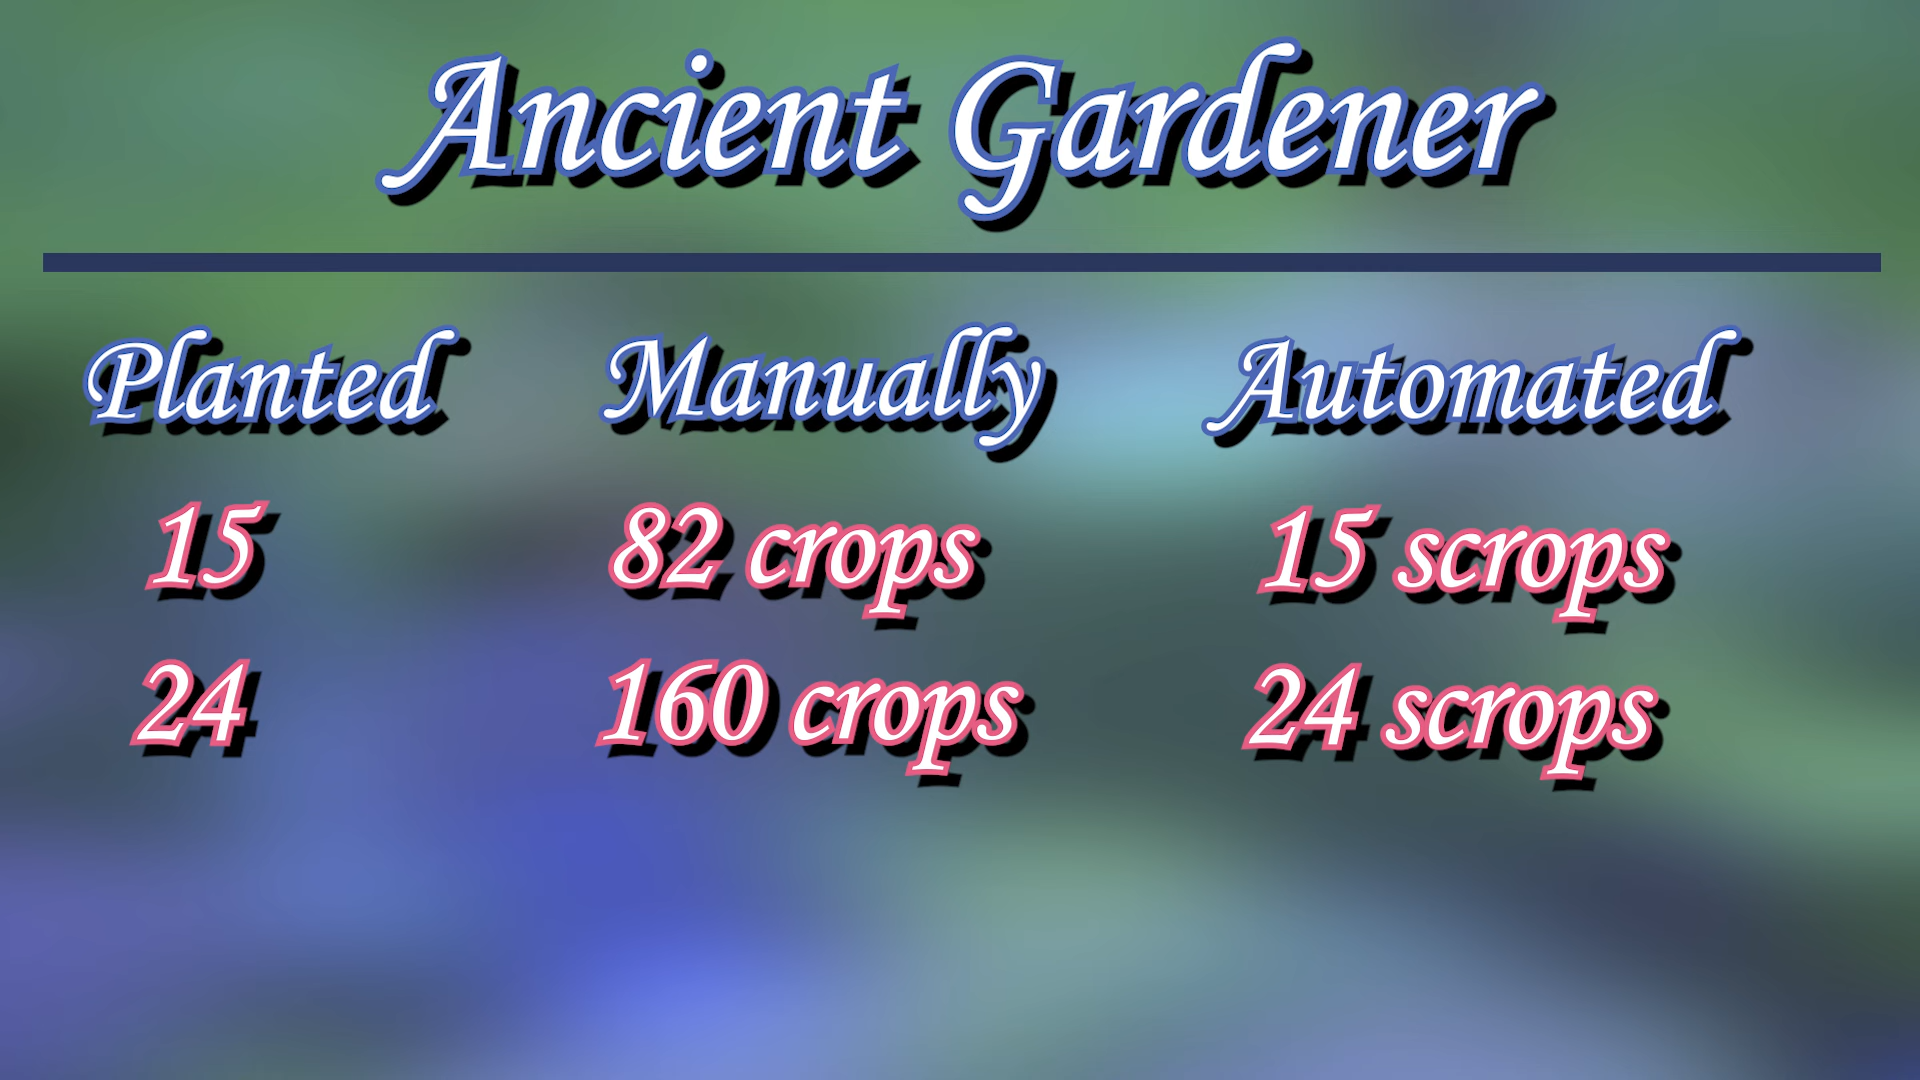 Ancient Gardener
Planted Manually Automated
15 82 crops 15 scrops
24 160 crops 24 scrops